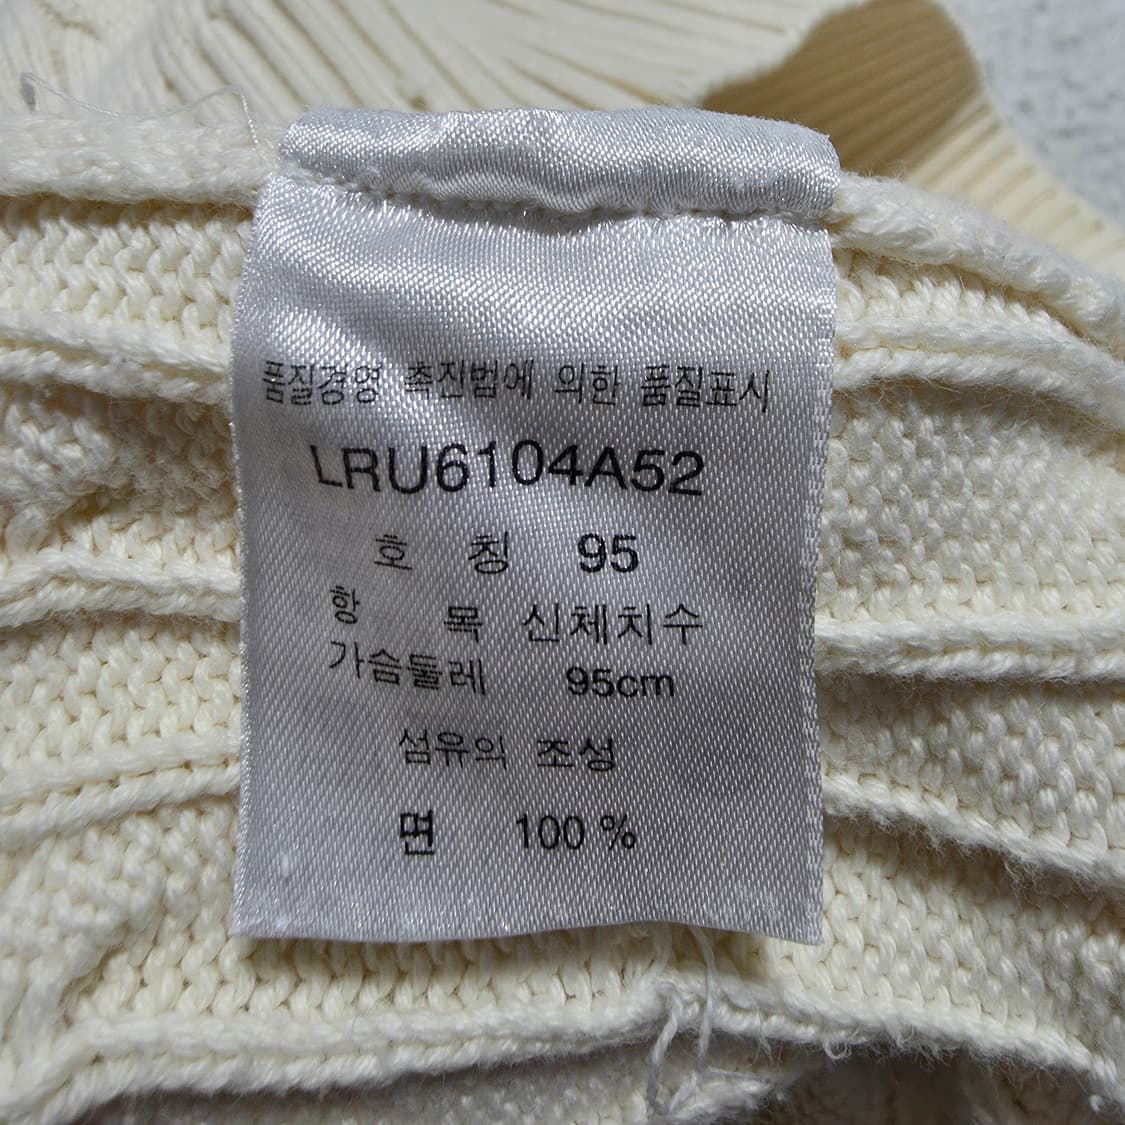 품질경영 촉진법에 의한 품질표시
LRU6104A52
호 칭 95
항 목 신체치수
가슴둘레 95cm
섬유의 조성
면 100 %